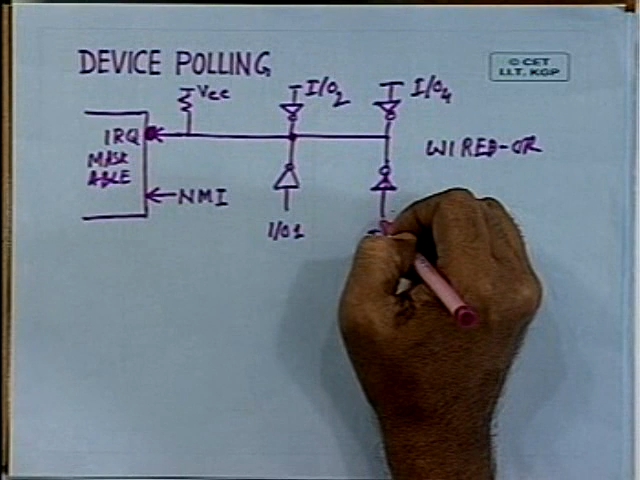 DEVICE POLLING
© CET
I.I.T. KGP
Vcc
I/O2
I/O4
IRQ
MASK
ABLE
WIRED-OR
NMI
I/O1